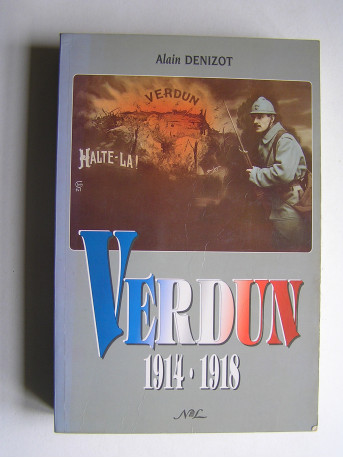 Alain DENIZOT
VERDUN
HALTE-LA!
VERDUN
1914 • 1918
NEL